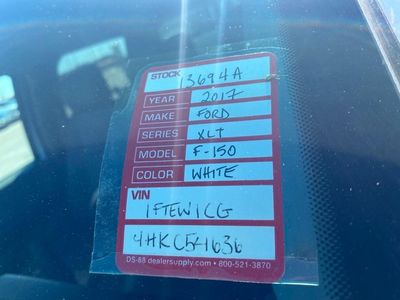 STOCK 13694A
YEAR 2017
MAKE FORD
SERIES XLT
MODEL F-150
COLOR WHITE
VIN
1FTEW1CG
DS-88 dealersupply.com • 800-521-3870